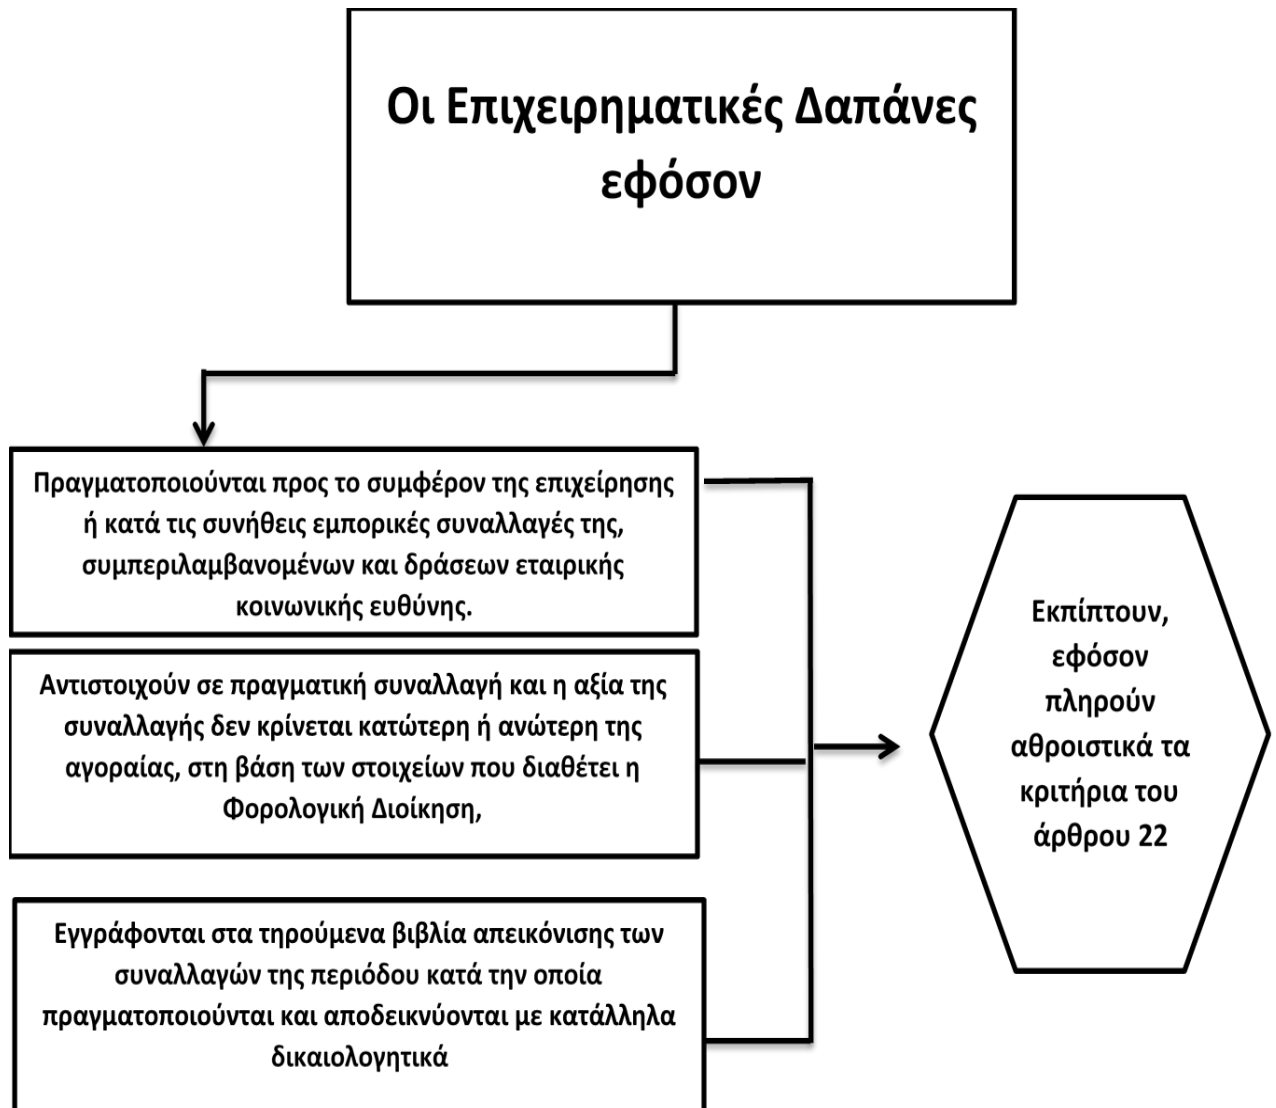 Οι Επιχειρηματικές Δαπάνες
εφόσον
Πραγματοποιούνται προς το συμφέρον της επιχείρησης
ή κατά τις συνήθεις εμπορικές συναλλαγές της,
συμπεριλαμβανομένων και δράσεων εταιρικής
κοινωνικής ευθύνης.
Αντιστοιχούν σε πραγματική συναλλαγή και η αξία της
συναλλαγής δεν κρίνεται κατώτερη ή ανώτερη της
αγοραίας, στη βάση των στοιχείων που διαθέτει η
Φορολογική Διοίκηση,
Εγγράφονται στα τηρούμενα βιβλία απεικόνισης των
συναλλαγών της περιόδου κατά την οποία
πραγματοποιούνται και αποδεικνύονται με κατάλληλα
δικαιολογητικά
Εκπίπτουν,
εφόσον
πληρούν
αθροιστικά τα
κριτήρια του
άρθρου 22